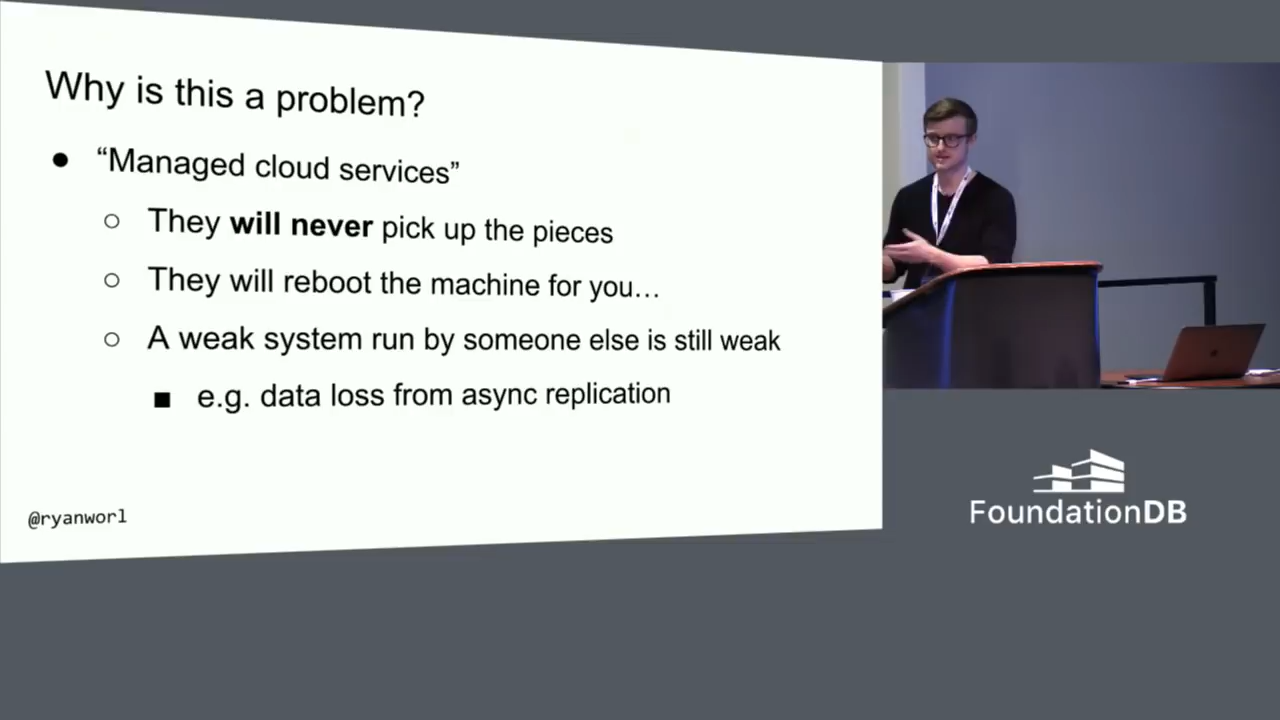 Why is this a problem?
● “Managed cloud services”
○ They will never pick up the pieces
○ They will reboot the machine for you…
○ A weak system run by someone else is still weak
■ e.g. data loss from async replication
@ryanworl
FoundationDB